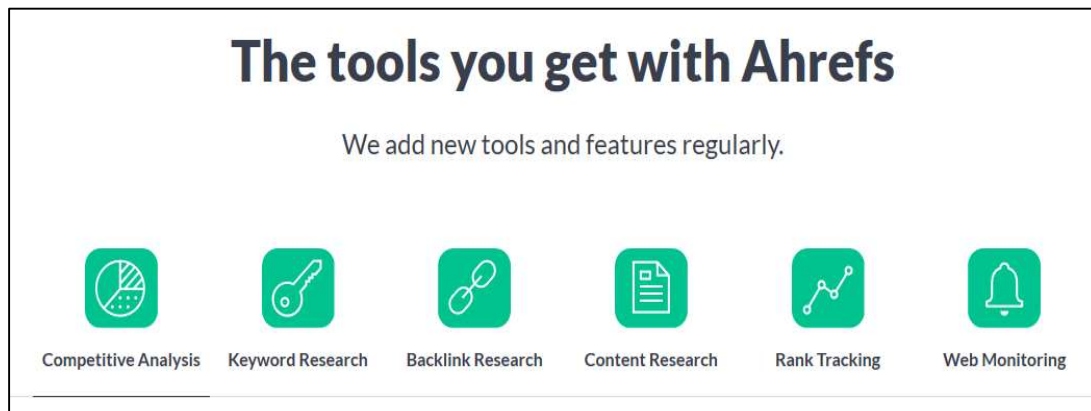 The tools you get with Ahrefs
We add new tools and features regularly.
Competitive Analysis
Keyword Research
Backlink Research
Content Research
Rank Tracking
Web Monitoring